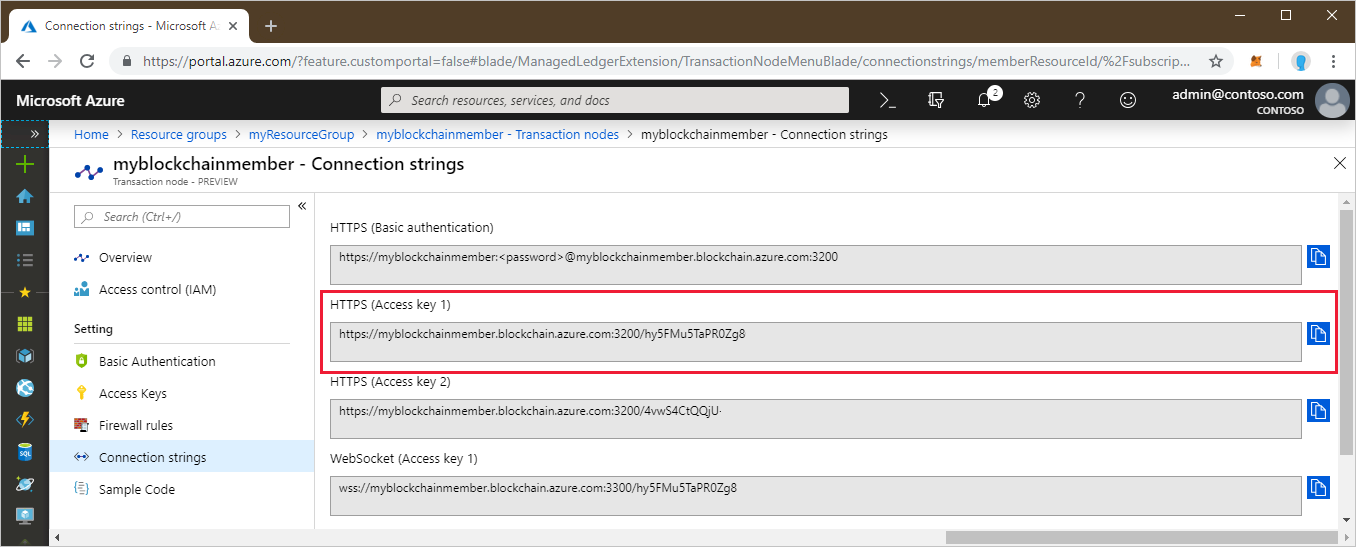 Connection strings - Microsoft Az
https://portal.azure.com/?feature.customportal=false#blade/ManagedLedgerExtension/TransactionNodeMenuBlade/connectionstrings/memberResourceId/%2Fsubscrip...
Microsoft Azure
Search resources, services, and docs
2
admin@contoso.com
CONTOSO
Home > Resource groups > myResourceGroup > myblockchainmember - Transaction nodes > myblockchainmember - Connection strings
myblockchainmember - Connection strings
Transaction node - PREVIEW
Search (Ctrl+/)
Overview
Access control (IAM)
Setting
Basic Authentication
Access Keys
Firewall rules
Connection strings
Sample Code
HTTPS (Basic authentication)
https://myblockchainmember:<password>@myblockchainmember.blockchain.azure.com:3200
HTTPS (Access key 1)
https://myblockchainmember.blockchain.azure.com:3200/hy5FMu5TaPR0Zg8
HTTPS (Access key 2)
https://myblockchainmember.blockchain.azure.com:3200/4vwS4CtQQjU-
WebSocket (Access key 1)
wss://myblockchainmember.blockchain.azure.com:3300/hy5FMu5TaPR0Zg8